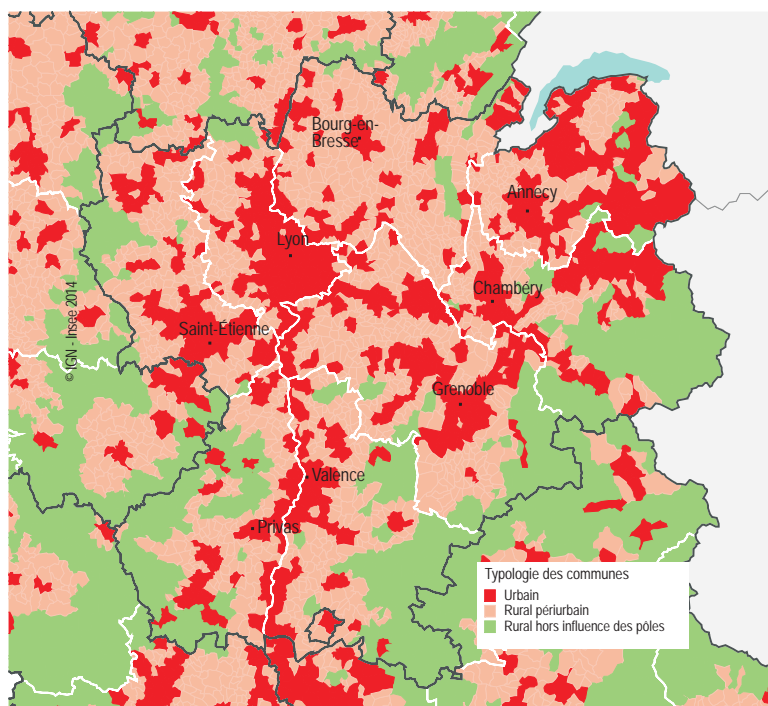 Bourg-en-
Bresse
Annecy
Lyon
Chambéry
Saint-Étienne
© IGN - Insee 2014
Grenoble
Valence
Privas
Typologie des communes
Urbain
Rural périurbain
Rural hors influence des pôles